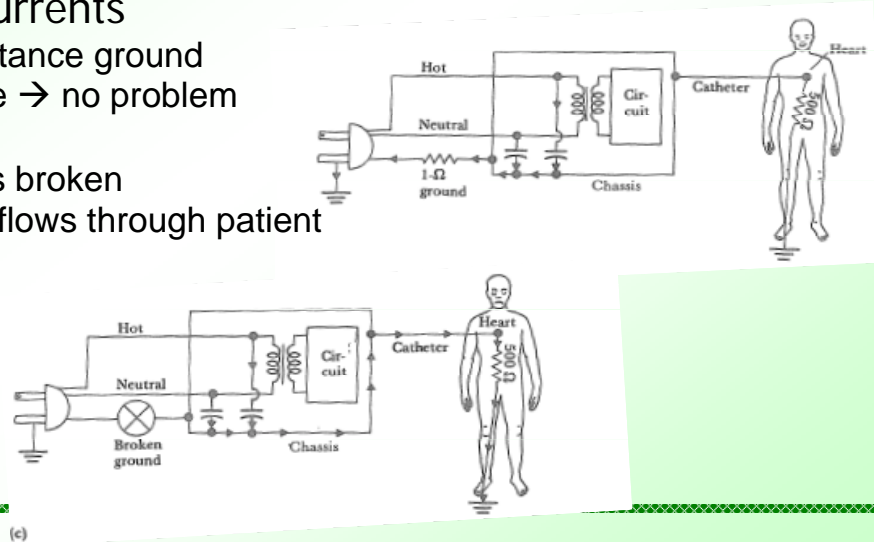 urrents
tance ground
e → no problem
s broken
flows through patient
Hot
Neutral
1-Ω
ground
Cir-
cuit
Chassis
Catheter
Heart
500 Ω
Hot
Neutral
Broken
ground
Cir-
cuit
Chassis
Catheter
Heart
500 Ω
(c)